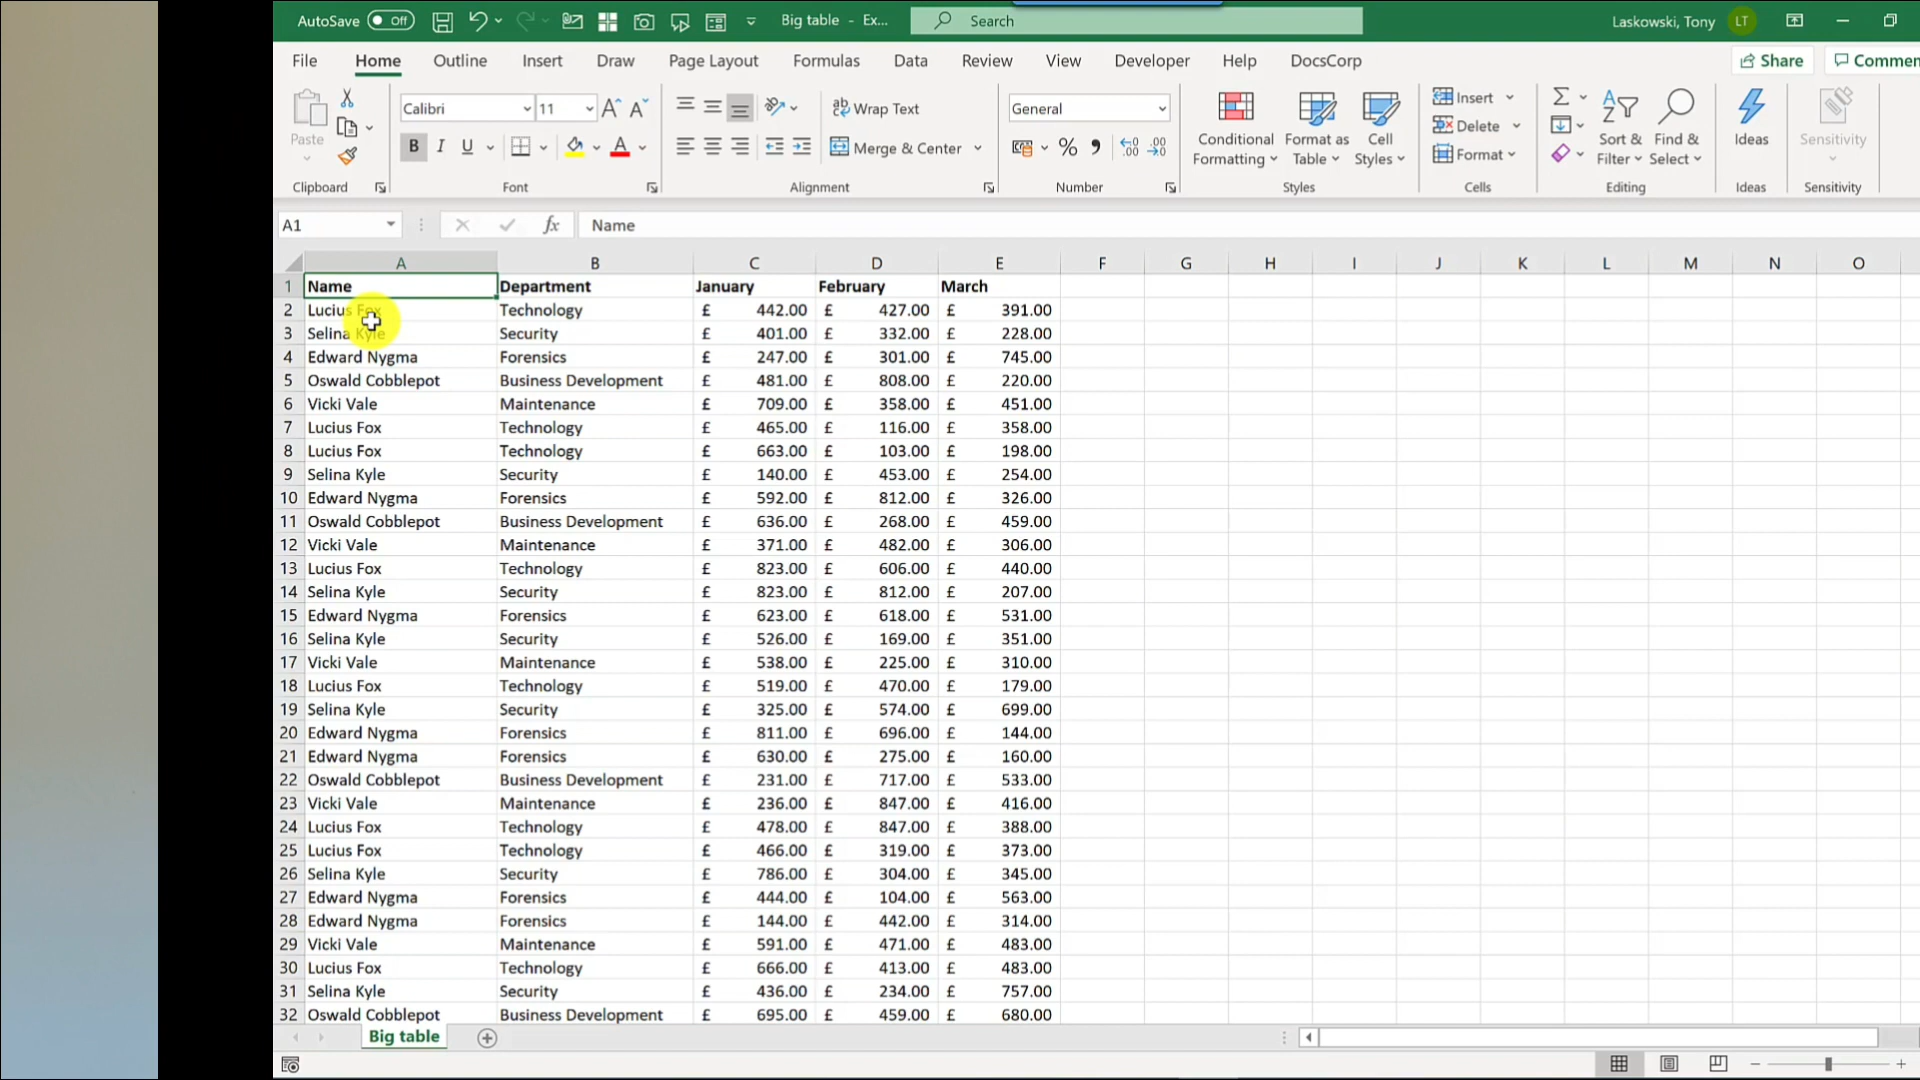 AutoSave Off Big table - Ex... Search Laskowski, Tony LT
File Home Outline Insert Draw Page Layout Formulas Data Review View Developer Help DocsCorp Share Commen
Paste Calibri 11 A A Wrap Text General Conditional Formatting Format as Table Cell Styles Insert Sort & Filter Find & Select Ideas Sensitivity
B I U A Merge & Center % Delete
Format
Clipboard Font Alignment Number Styles Cells Editing Ideas Sensitivity
A1 fx Name
A B C D E F G H I J K L M N O
1 Name Department January February March
2 Lucius Fox Technology £ 442.00 £ 427.00 £ 391.00
3 Selina Kyle Security £ 401.00 £ 332.00 £ 228.00
4 Edward Nygma Forensics £ 247.00 £ 301.00 £ 745.00
5 Oswald Cobblepot Business Development £ 481.00 £ 808.00 £ 220.00
6 Vicki Vale Maintenance £ 709.00 £ 358.00 £ 451.00
7 Lucius Fox Technology £ 465.00 £ 116.00 £ 358.00
8 Lucius Fox Technology £ 663.00 £ 103.00 £ 198.00
9 Selina Kyle Security £ 140.00 £ 453.00 £ 254.00
10 Edward Nygma Forensics £ 592.00 £ 812.00 £ 326.00
11 Oswald Cobblepot Business Development £ 636.00 £ 268.00 £ 459.00
12 Vicki Vale Maintenance £ 371.00 £ 482.00 £ 306.00
13 Lucius Fox Technology £ 823.00 £ 606.00 £ 440.00
14 Selina Kyle Security £ 823.00 £ 812.00 £ 207.00
15 Edward Nygma Forensics £ 623.00 £ 618.00 £ 531.00
16 Selina Kyle Security £ 526.00 £ 169.00 £ 351.00
17 Vicki Vale Maintenance £ 538.00 £ 225.00 £ 310.00
18 Lucius Fox Technology £ 519.00 £ 470.00 £ 179.00
19 Selina Kyle Security £ 325.00 £ 574.00 £ 699.00
20 Edward Nygma Forensics £ 811.00 £ 696.00 £ 144.00
21 Edward Nygma Forensics £ 630.00 £ 275.00 £ 160.00
22 Oswald Cobblepot Business Development £ 231.00 £ 717.00 £ 533.00
23 Vicki Vale Maintenance £ 236.00 £ 847.00 £ 416.00
24 Lucius Fox Technology £ 478.00 £ 847.00 £ 388.00
25 Lucius Fox Technology £ 466.00 £ 319.00 £ 373.00
26 Selina Kyle Security £ 786.00 £ 304.00 £ 345.00
27 Edward Nygma Forensics £ 444.00 £ 104.00 £ 563.00
28 Edward Nygma Forensics £ 144.00 £ 442.00 £ 314.00
29 Vicki Vale Maintenance £ 591.00 £ 471.00 £ 483.00
30 Lucius Fox Technology £ 666.00 £ 413.00 £ 483.00
31 Selina Kyle Security £ 436.00 £ 234.00 £ 757.00
32 Oswald Cobblepot Business Development £ 695.00 £ 459.00 £ 680.00
Big table